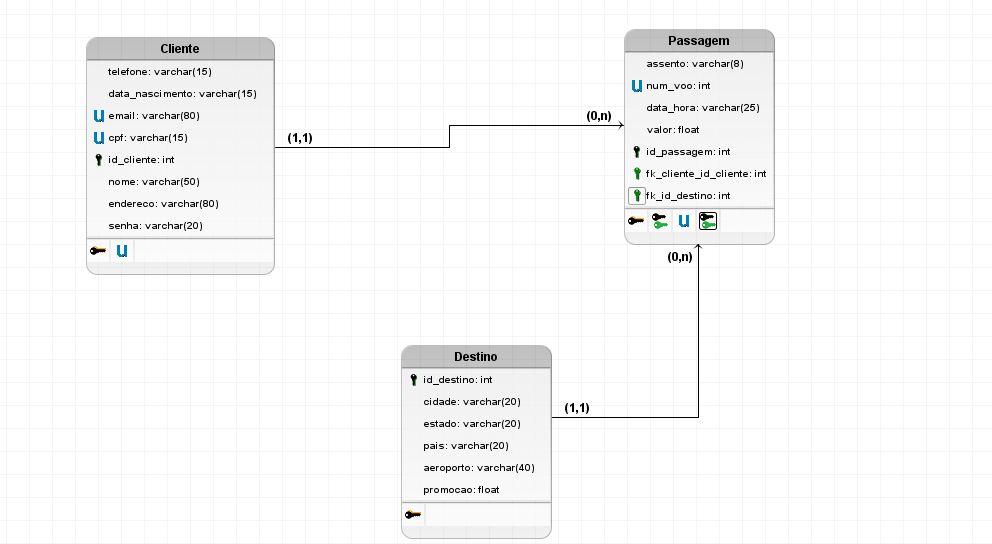 Cliente
telefone: varchar(15)
data_nascimento: varchar(15)
U email: varchar(80)
U cpf: varchar(15)
id_cliente: int
nome: varchar(50)
endereco: varchar(80)
senha: varchar(20)
U
(1,1)
(0,n)
Passagem
assento: varchar(8)
U num_voo: int
data_hora: varchar(25)
valor: float
id_passagem: int
fk_cliente_id_cliente: int
fk_id_destino: int
U
(0,n)
Destino
id_destino: int
cidade: varchar(20)
estado: varchar(20)
pais: varchar(20)
aeroporto: varchar(40)
promocao: float
(1,1)